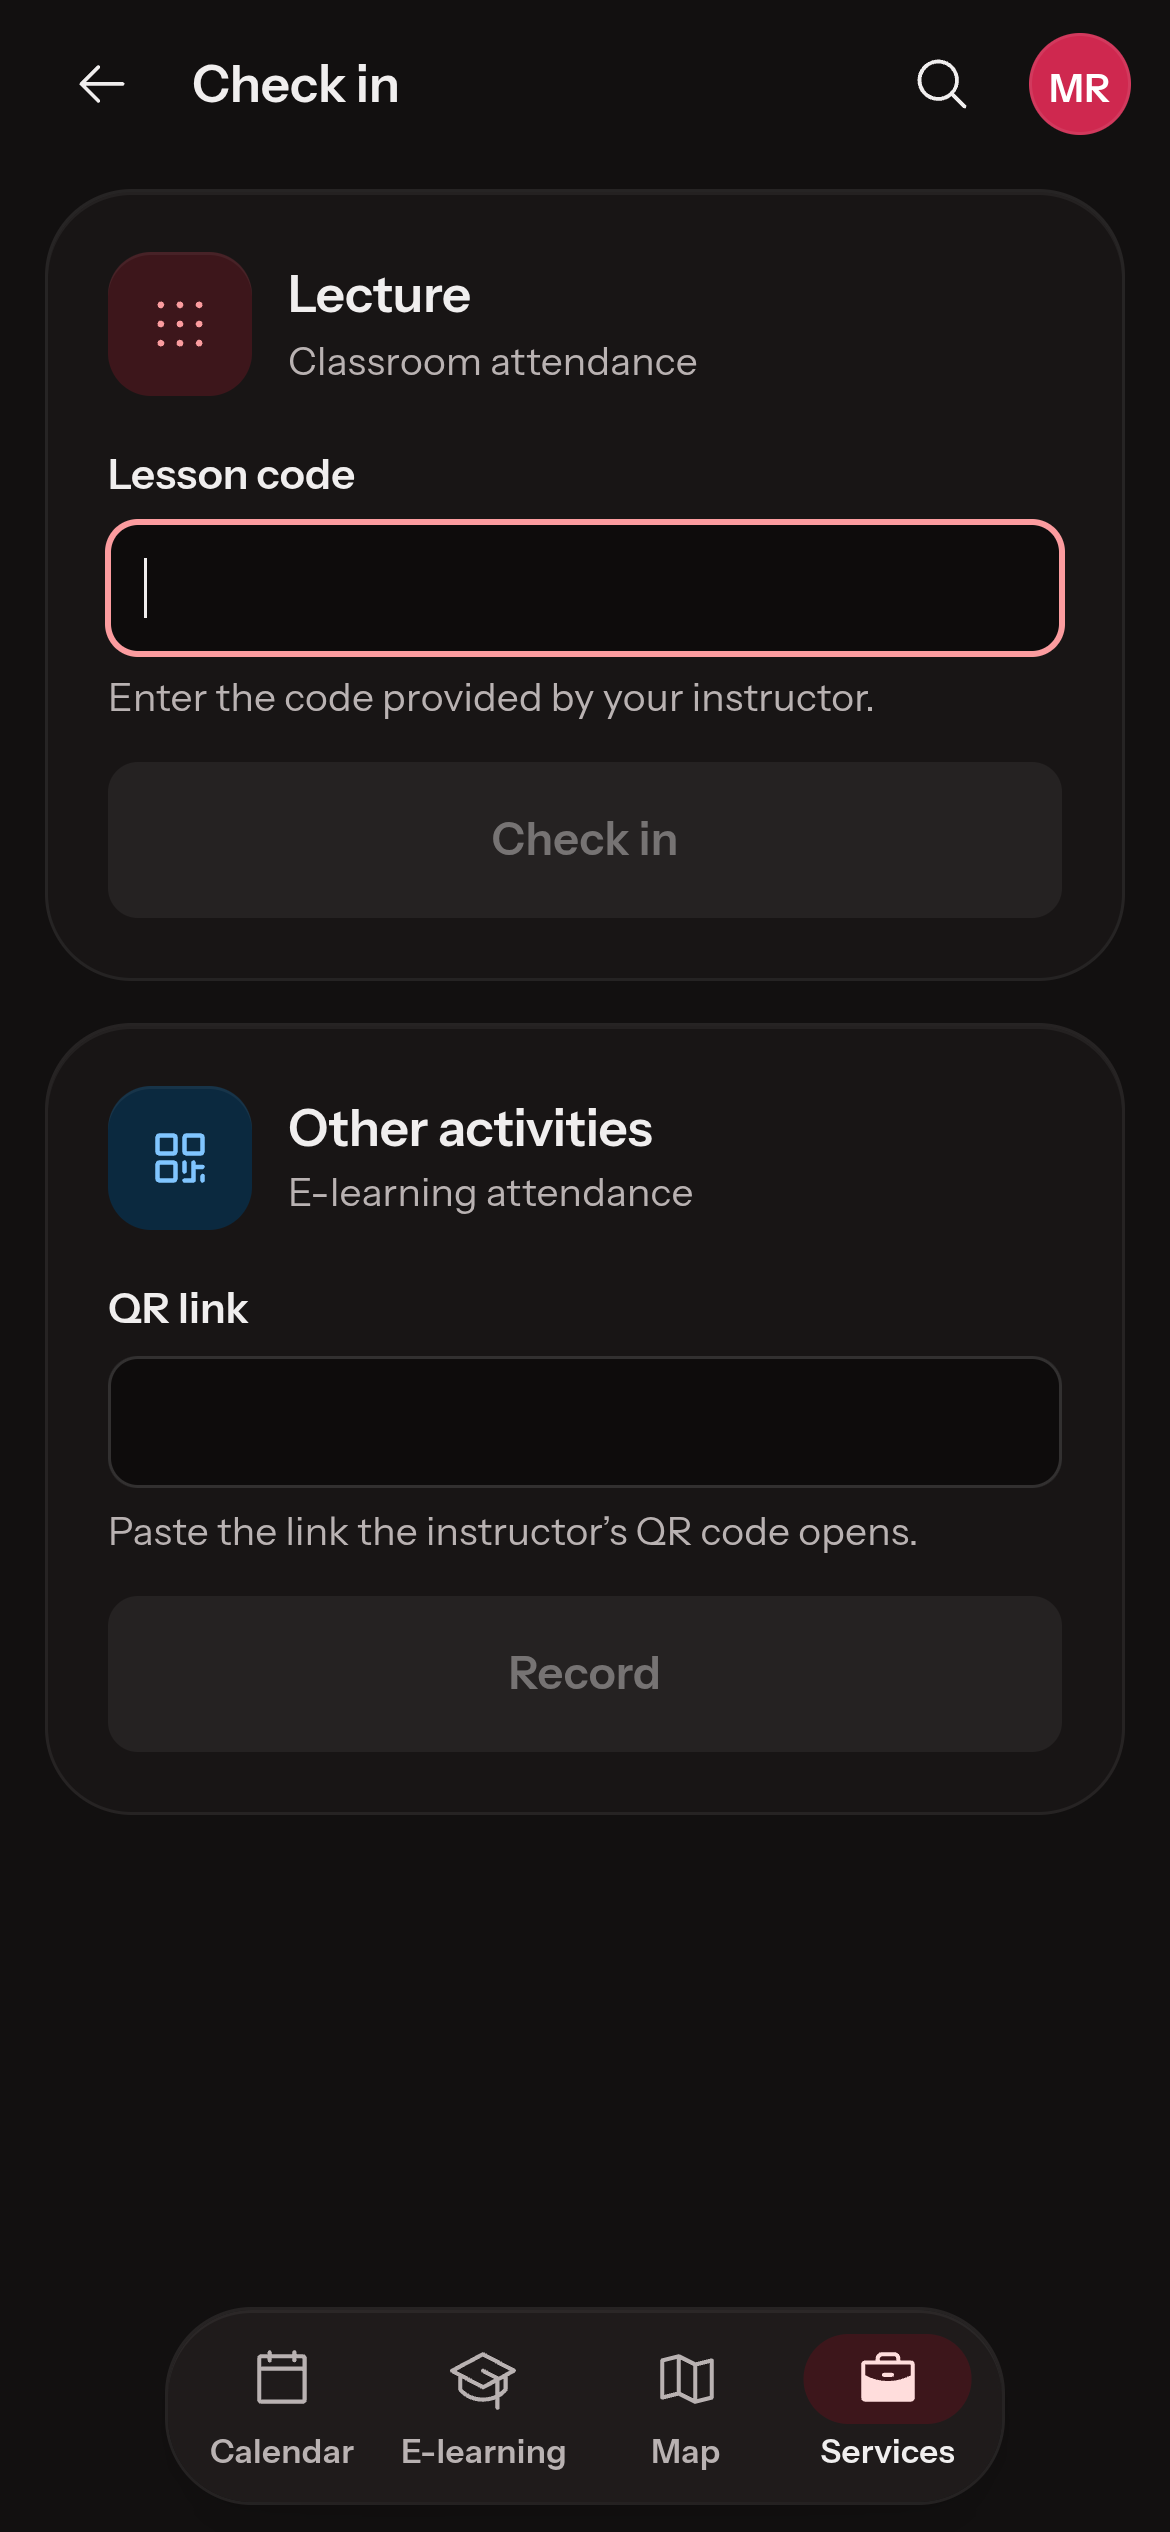 Check in
MR
Lecture
Classroom attendance
Lesson code
Enter the code provided by your instructor.
Check in
Other activities
E-learning attendance
QR link
Paste the link the instructor’s QR code opens.
Record
Calendar
E-learning
Map
Services